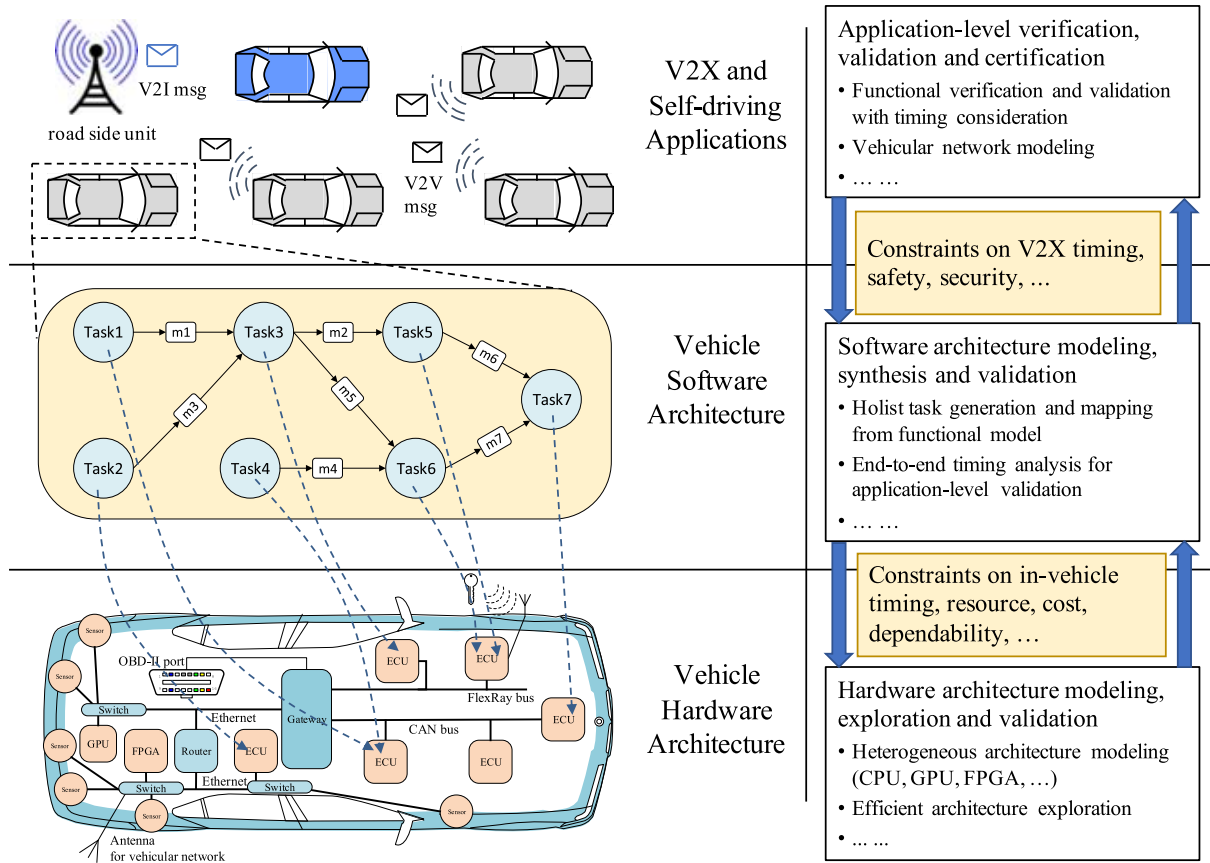 V2I msg
road side unit
V2V
msg
V2X and
Self-driving
Applications
Application-level verification,
validation and certification
• Functional verification and validation
with timing consideration
• Vehicular network modeling
• … …
Constraints on V2X timing,
safety, security, …
Task1
m1
Task3
m2
Task5
m6
m3
m5
Task7
m7
Task2
Task4
m4
Task6
Vehicle
Software
Architecture
Software architecture modeling,
synthesis and validation
• Holist task generation and mapping
from functional model
• End-to-end timing analysis for
application-level validation
• … …
Constraints on in-vehicle
timing, resource, cost,
dependability, …
Sensor
Sensor
OBD-II port
ECU
ECU
FlexRay bus
Switch
Ethernet
Gateway
CAN bus
ECU
Sensor
GPU
FPGA
Router
ECU
ECU
ECU
Ethernet
Sensor
Switch
Switch
Sensor
Sensor
Antenna
for vehicular network
Vehicle
Hardware
Architecture
Hardware architecture modeling,
exploration and validation
• Heterogeneous architecture modeling
(CPU, GPU, FPGA, …)
• Efficient architecture exploration
• ... ...